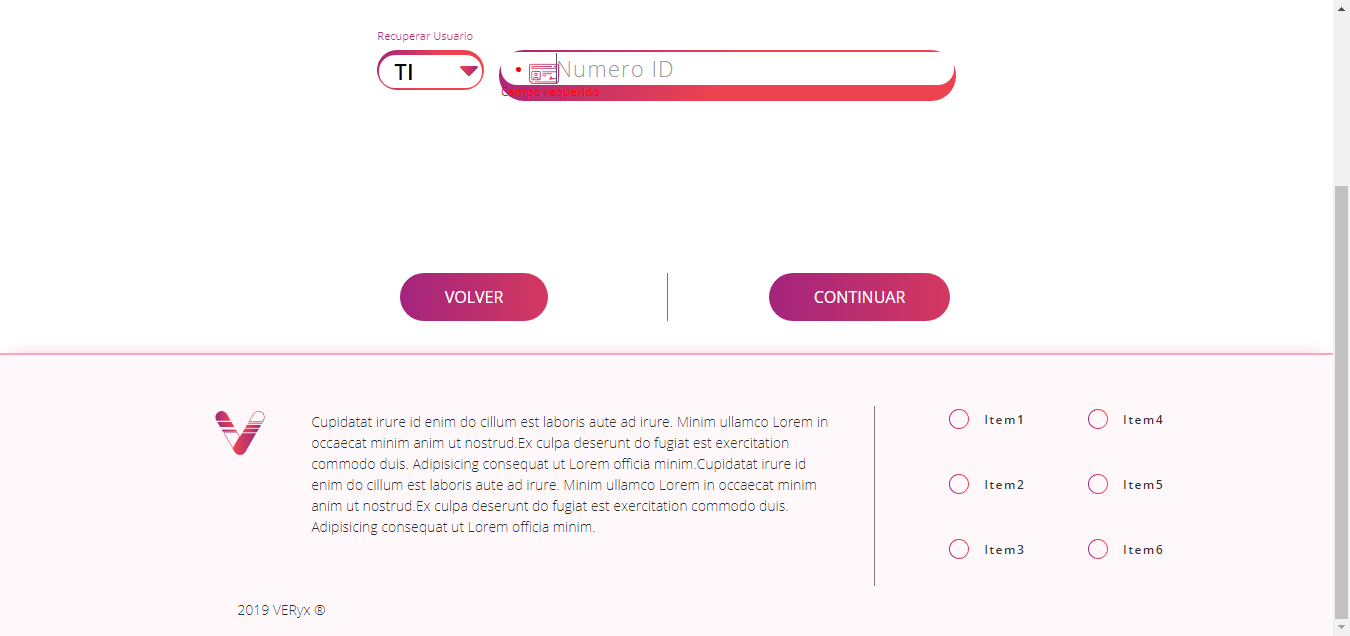 Recuperar Usuario
TI
Numero ID
Campo requerido
VOLVER
CONTINUAR
Cupidatat irure id enim do cillum est laboris aute ad irure. Minim ullamco Lorem in
occaecat minim anim ut nostrud.Ex culpa deserunt do fugiat est exercitation
commodo duis. Adipisicing consequat ut Lorem officia minim.Cupidatat irure id
enim do cillum est laboris aute ad irure. Minim ullamco Lorem in occaecat minim
anim ut nostrud.Ex culpa deserunt do fugiat est exercitation commodo duis.
Adipisicing consequat ut Lorem officia minim.
Item1
Item4
Item2
Item5
Item3
Item6
2019 VERyx ®